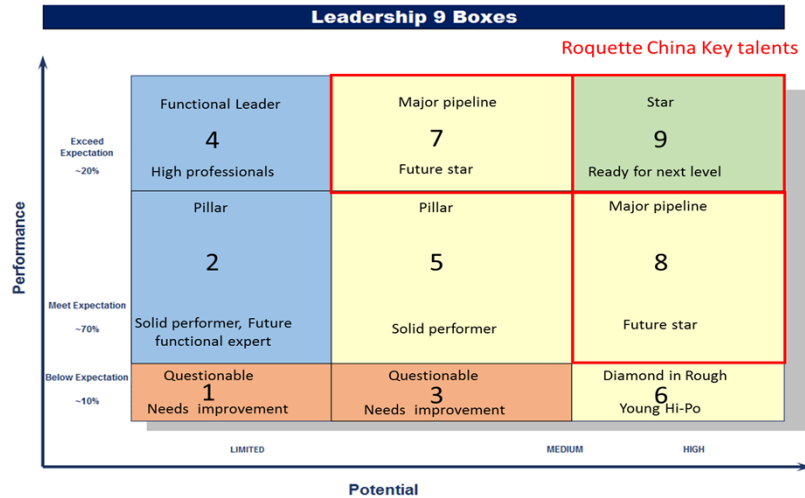 Leadership 9 Boxes
Roquette China Key talents
Performance
Exceed
Expectation
~20%
Functional Leader
4
High professionals
Major pipeline
7
Future star
Star
9
Ready for next level
Meet Expectation
~70%
Pillar
2
Solid performer, Future
functional expert
Pillar
5
Solid performer
Major pipeline
8
Future star
Below Expectation
~10%
Questionable
1
Needs improvement
Questionable
3
Needs improvement
Diamond in Rough
6
Young Hi-Po
LIMITED
MEDIUM
HIGH
Potential